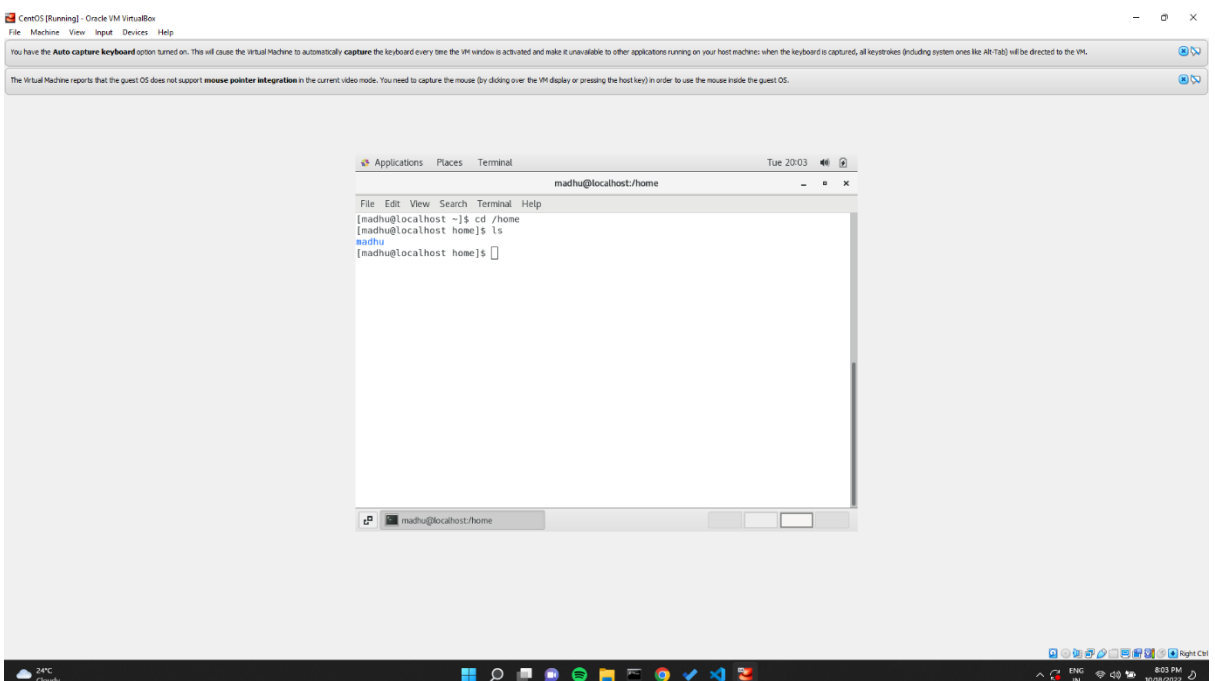 CentOS [Running] - Oracle VM VirtualBox
File Machine View Input Devices Help
You have the Auto capture keyboard option turned on. This will cause the Virtual Machine to automatically capture the keyboard every time the VM window is activated and make it unavailable to other applications running on your host machine: when the keyboard is captured, all keystrokes (including system ones like Alt-Tab) will be directed to the VM.
The Virtual Machine reports that the guest OS does not support mouse pointer integration in the current video mode. You need to capture the mouse (by clicking over the VM display or pressing the host key) in order to use the mouse inside the guest OS.
Applications Places Terminal Tue 20:03
madhu@localhost:/home
File Edit View Search Terminal Help
[madhu@localhost ~]$ cd /home
[madhu@localhost home]$ ls
madhu
[madhu@localhost home]$
madhu@localhost:/home
Right Ctrl
24°C
Cloudy
ENG
IN
8:03 PM
10/18/2022